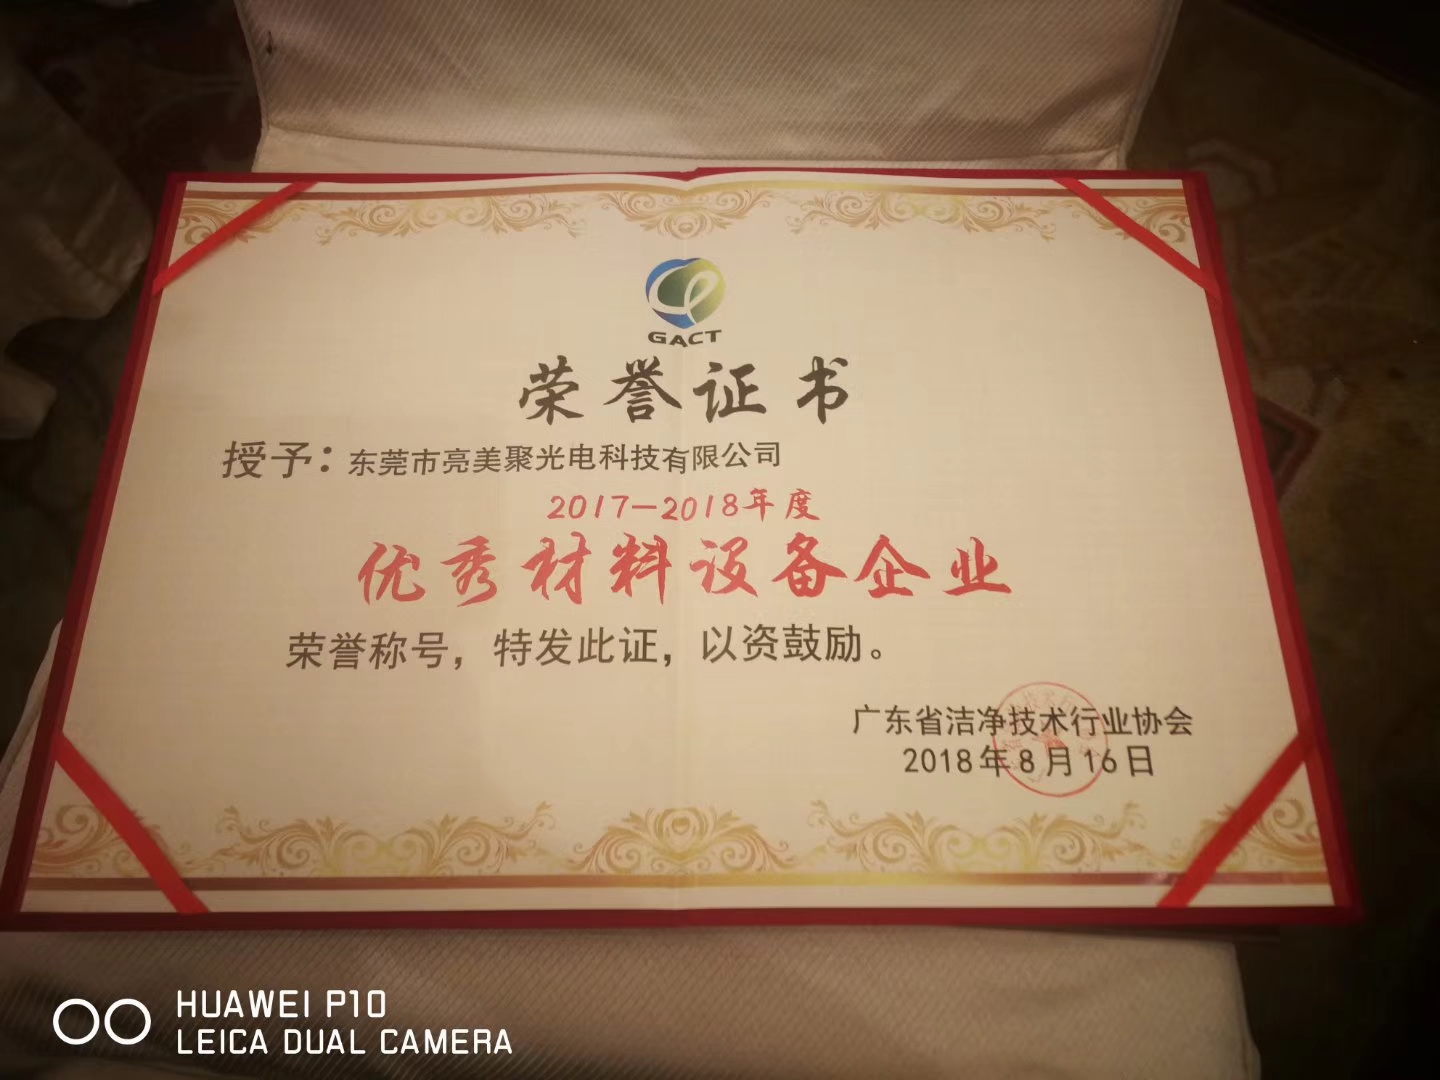 GACT
荣誉证书
授予：东莞市亮美聚光电科技有限公司
2017-2018年度
优秀材料设备企业
荣誉称号，特发此证，以资鼓励。
广东省洁净技术行业协会
2018年8月16日
HUAWEI P10
LEICA DUAL CAMERA